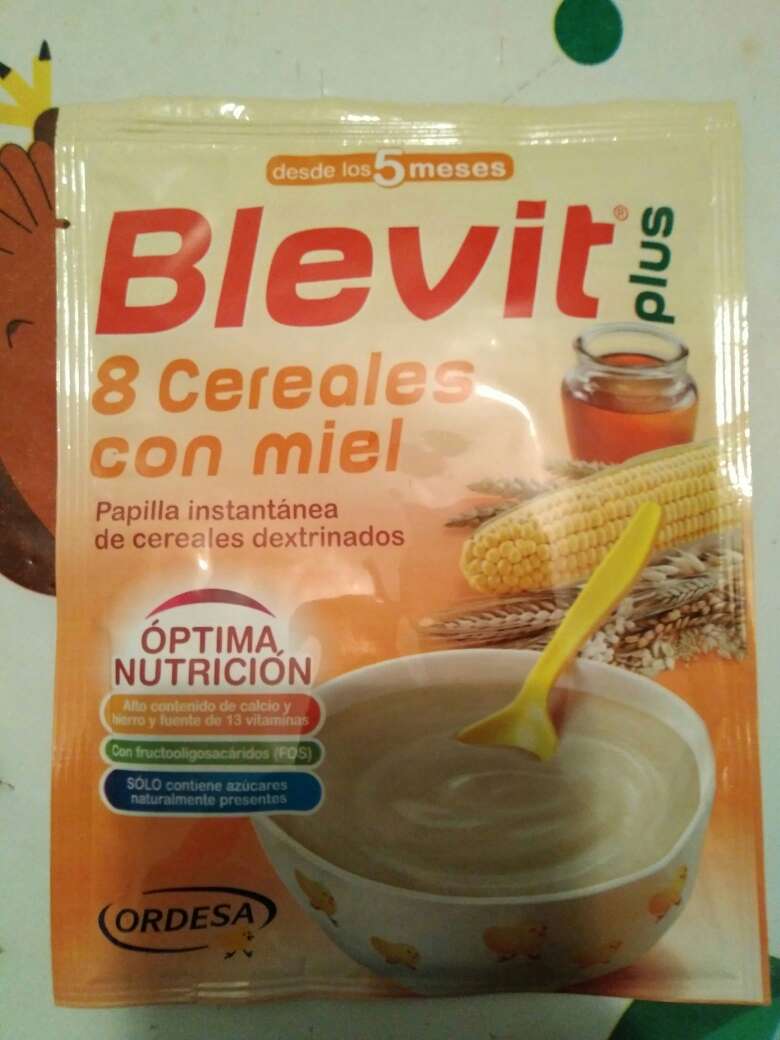 desde los 5 meses
Blevit® plus
8 Cereales
con miel
Papilla instantánea
de cereales dextrinados
ÓPTIMA
NUTRICIÓN
Alto contenido de calcio y
hierro y fuente de 13 vitaminas
Con fructooligosacáridos (FOS)
SÓLO contiene azúcares
naturalmente presentes
ORDESA